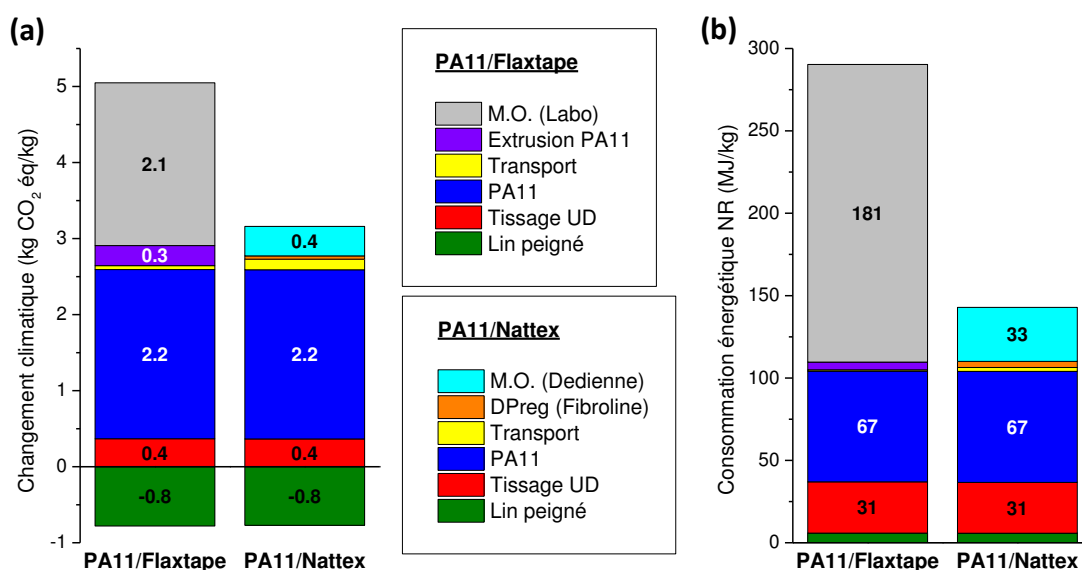 (a)
Changement climatique (kg CO₂ éq/kg)
5
4
3
2
1
0
-1
2.1
0.3
2.2
0.4
-0.8
0.4
2.2
0.4
-0.8
PA11/Flaxtape PA11/Nattex
PA11/Flaxtape
M.O. (Labo)
Extrusion PA11
Transport
PA11
Tissage UD
Lin peigné
PA11/Nattex
M.O. (Dedienne)
DPreg (Fibroline)
Transport
PA11
Tissage UD
Lin peigné
(b)
Consommation énergétique NR (MJ/kg)
300
250
200
150
100
50
0
181
67
31
33
67
31
PA11/Flaxtape PA11/Nattex